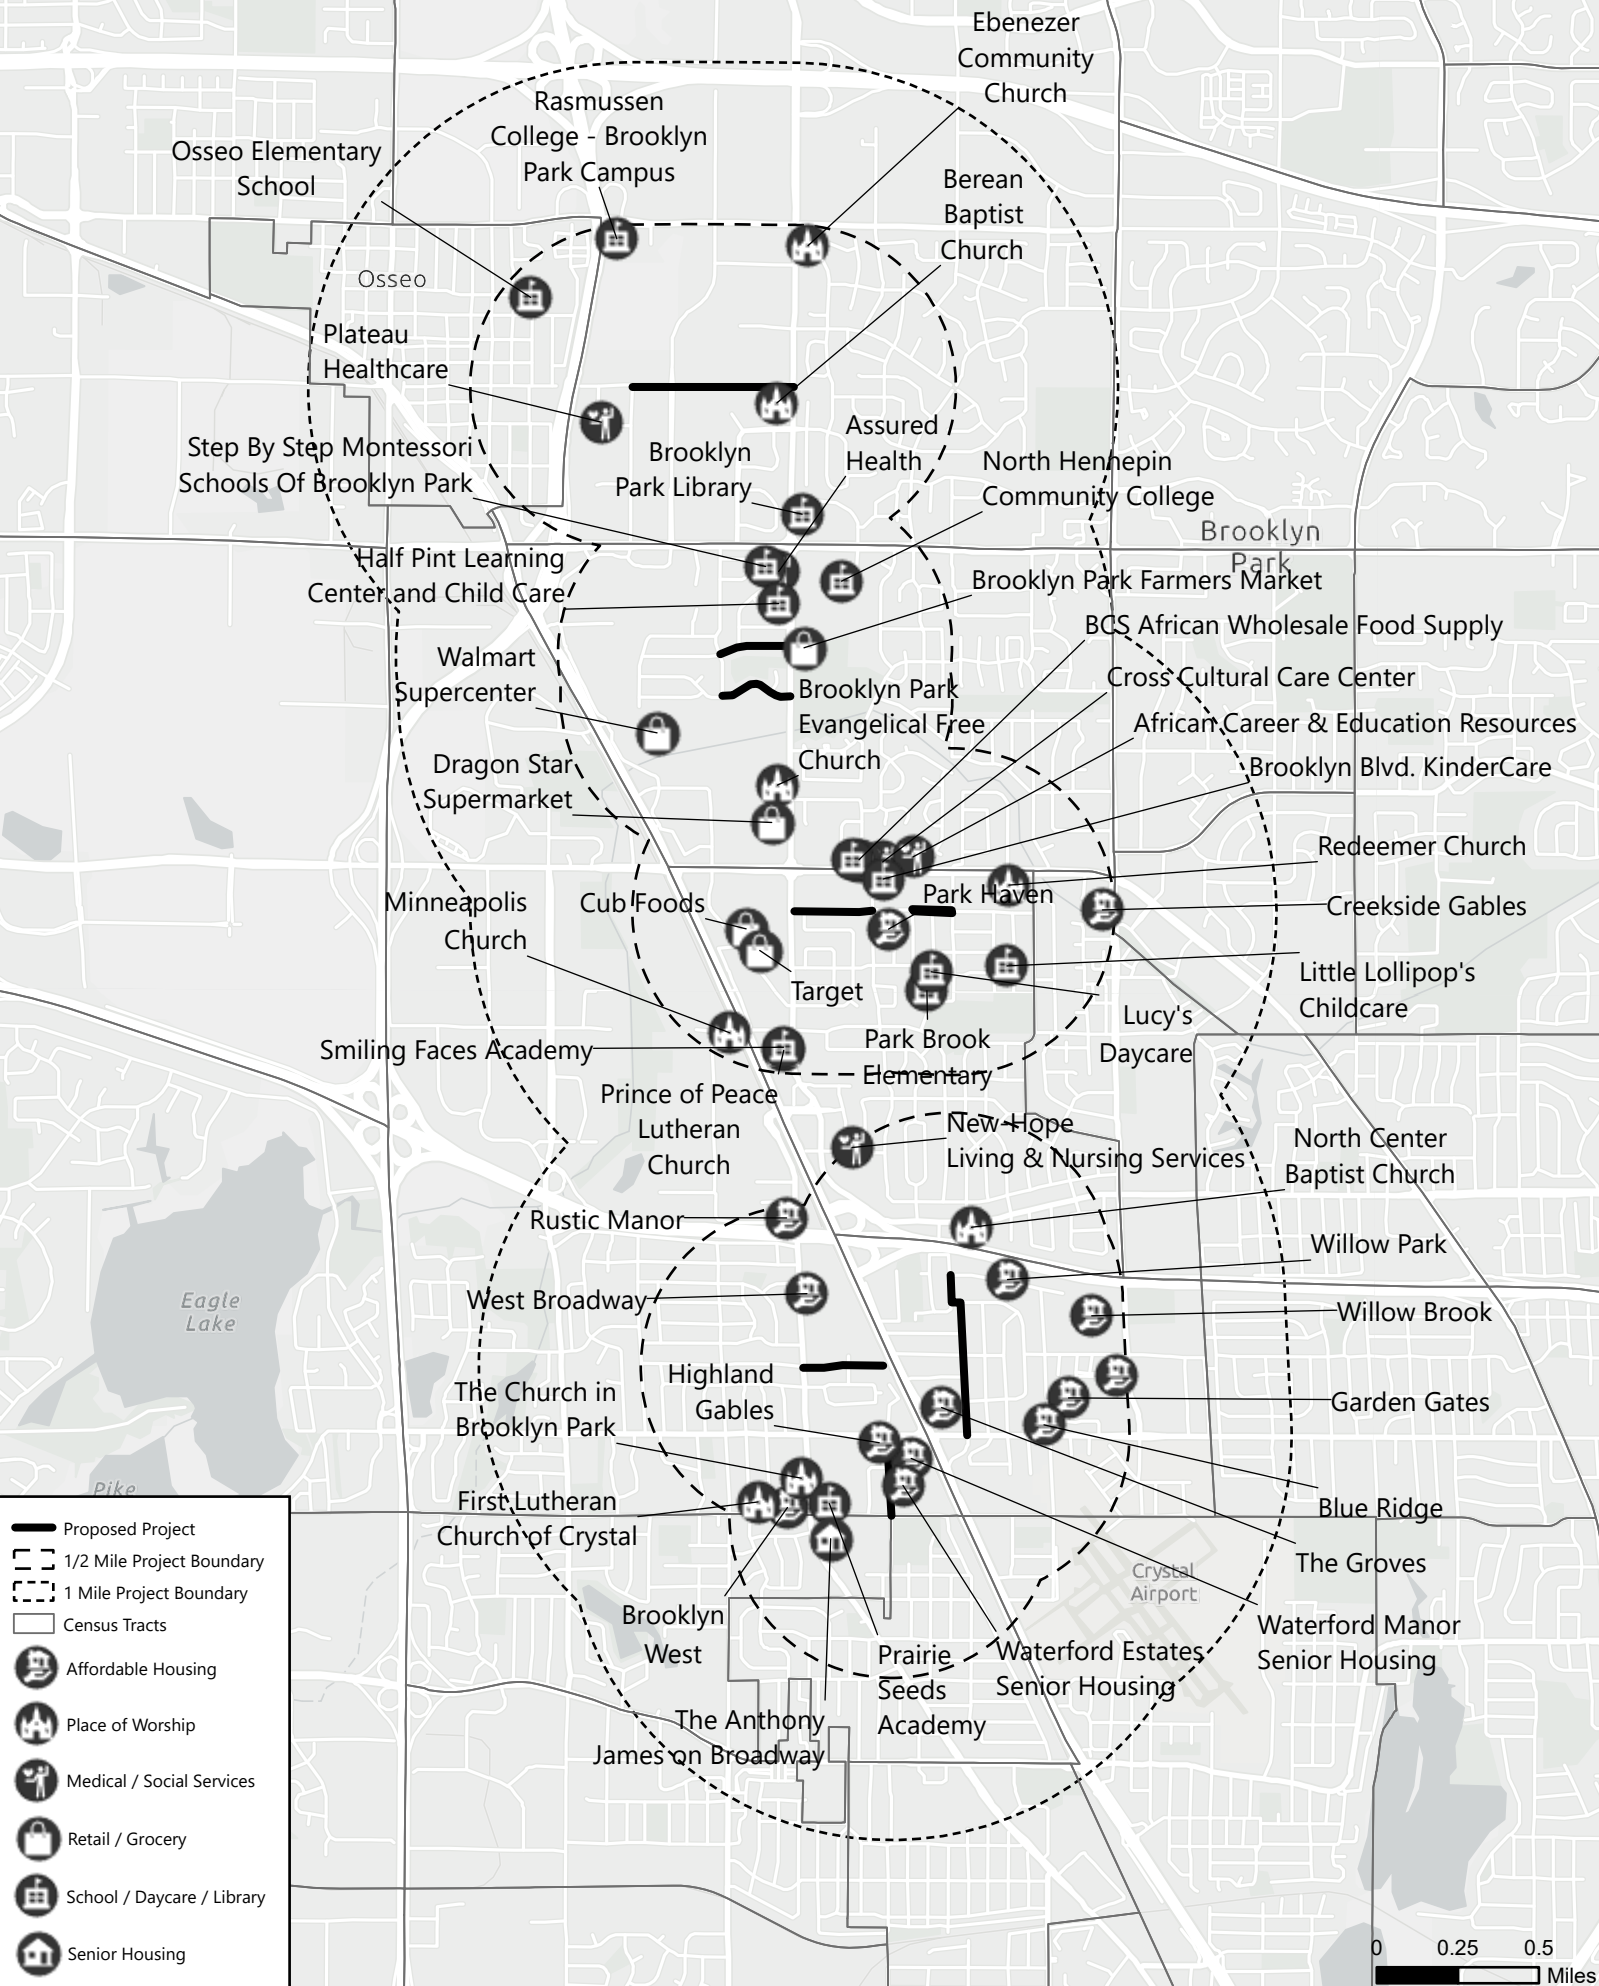 Ebenezer
Community
Church
Rasmussen
College - Brooklyn
Park Campus
Osseo Elementary
School
Berean
Baptist
Church
Osseo
Plateau
Healthcare
Assured
Health
Step By Step Montessori
Schools Of Brooklyn Park
Brooklyn
Park Library
North Hennepin
Community College
Brooklyn
Park
Half Pint Learning
Center and Child Care
Brooklyn Park Farmers Market
BCS African Wholesale Food Supply
Walmart
Supercenter
Cross Cultural Care Center
Brooklyn Park
Evangelical Free
Church
African Career & Education Resources
Dragon Star
Supermarket
Brooklyn Blvd. KinderCare
Redeemer Church
Minneapolis
Church
Cub Foods
Park Haven
Creekside Gables
Target
Little Lollipop's
Childcare
Lucy's
Daycare
Smiling Faces Academy
Park Brook
Elementary
Prince of Peace
Lutheran
Church
New Hope
Living & Nursing Services
North Center
Baptist Church
Rustic Manor
Willow Park
West Broadway
Eagle
Lake
Willow Brook
Highland
Gables
The Church in
Brooklyn Park
Garden Gates
Pike
First Lutheran
Church of Crystal
Blue Ridge
The Groves
Crystal
Airport
Brooklyn
West
Prairie
Seeds
Academy
Waterford Estates
Senior Housing
Waterford Manor
Senior Housing
The Anthony
James on Broadway
Proposed Project
1/2 Mile Project Boundary
1 Mile Project Boundary
Census Tracts
Affordable Housing
Place of Worship
Medical / Social Services
Retail / Grocery
School / Daycare / Library
Senior Housing
0 0.25 0.5
Miles